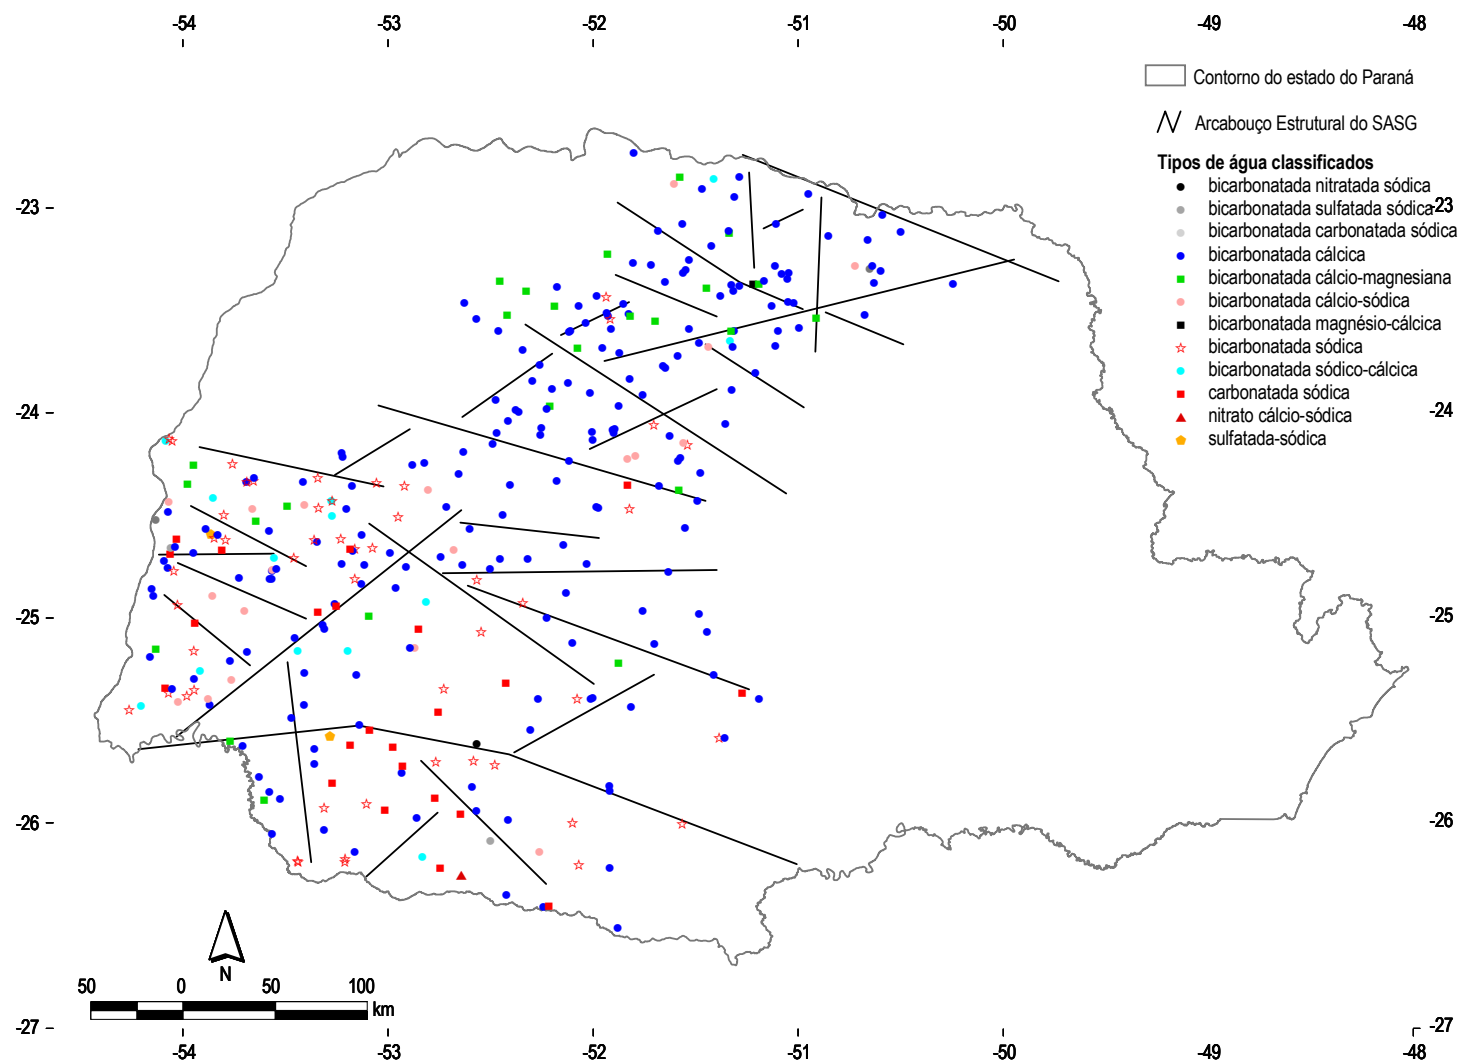 -54 -53 -52 -51 -50 -49 -48
Contorno do estado do Paraná
Arcabouço Estrutural do SASG
Tipos de água classificados
bicarbonatada nitratada sódica
-23 bicarbonatada sulfatada sódica -23
bicarbonatada carbonatada sódica
bicarbonatada cálcica
bicarbonatada cálcio-magnesiana
bicarbonatada cálcio-sódica
bicarbonatada magnésio-cálcica
bicarbonatada sódica
bicarbonatada sódico-cálcica
carbonatada sódica
-24 nitrato cálcio-sódica -24
sulfatada-sódica
-25 -25
-26 -26
N
50 0 50 100
km
-27 -27
-54 -53 -52 -51 -50 -49 -48